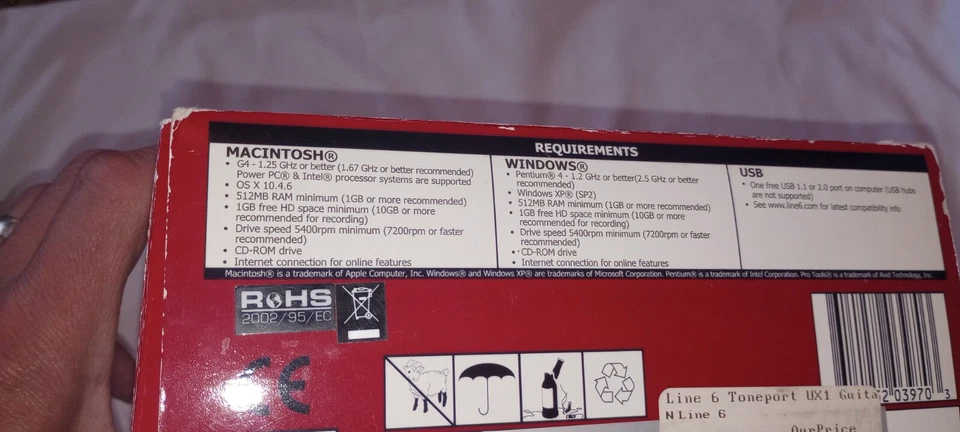 REQUIREMENTS
MACINTOSH®
• G4 - 1.25 GHz or better (1.67 GHz or better recommended)
Power PC® & Intel® processor systems are supported
• OS X 10.4.6
• 512MB RAM minimum (1GB or more recommended)
• 1GB free HD space minimum (10GB or more
recommended for recording)
• Drive speed 5400rpm minimum (7200rpm or faster
recommended)
• CD-ROM drive
• Internet connection for online features
WINDOWS®
• Pentium® 4 - 1.2 GHz or better(2.5 GHz or better
recommended)
• Windows XP® (SP2)
• 512MB RAM minimum (1GB or more recommended)
• 1GB free HD space minimum (10GB or more
recommended for recording)
• Drive speed 5400rpm minimum (7200rpm or faster
recommended)
• CD-ROM drive
• Internet connection for online features
USB
• One free USB 1.1 or 2.0 port on computer (USB hubs
are not supported)
• See www.line6.com for latest compatibility info
Macintosh® is a trademark of Apple Computer, Inc. Windows® and Windows XP® are trademarks of Microsoft Corporation. Pentium® is a trademark of Intel Corporation. Pro Tools® is a trademark of Avid Technology, Inc.
RoHS
2002/95/EC
CE
2 03970 3
Line 6 Toneport UX1 Guita
N Line 6
OurPrice